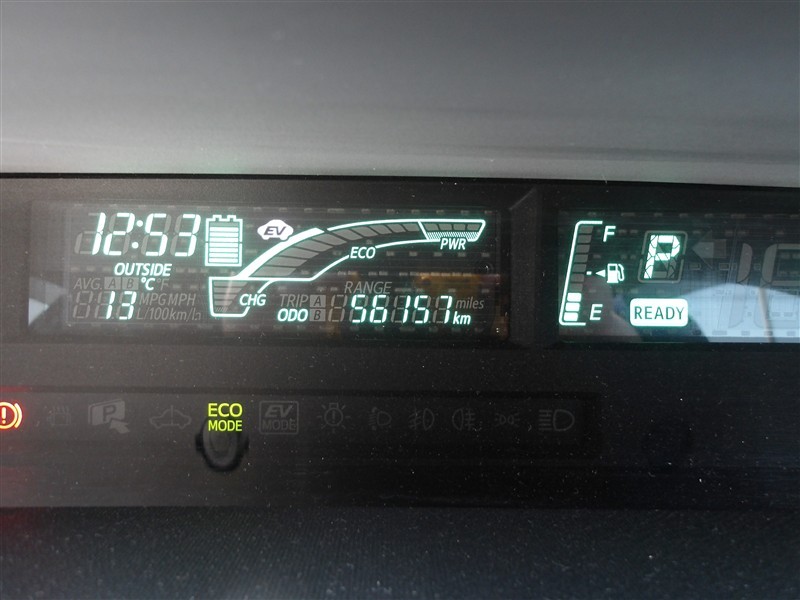 12:53
EV
F
P
PWR
ECO
OUTSIDE
°C °F
AVG. A B
MPG MPH
13
L/100km/h
CHG
RANGE
TRIP A
B
miles
ODO
56157 km
E
READY
P
ECO
MODE
EV
MODE